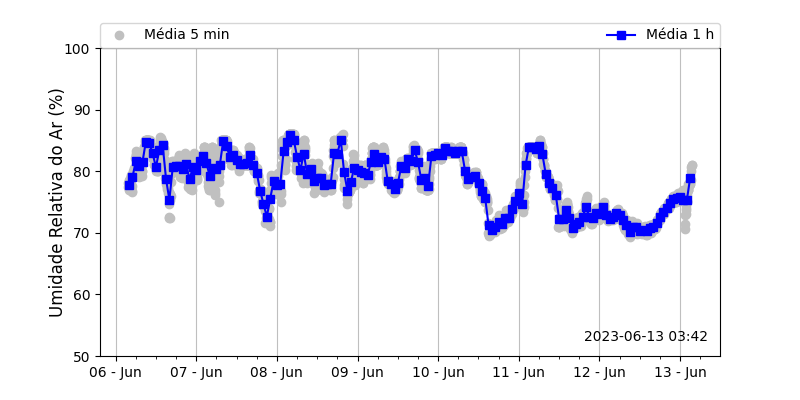 Média 5 min
Média 1 h
100
90
80
70
60
50
Umidade Relativa do Ar (%)
2023-06-13 03:42
06 - Jun
07 - Jun
08 - Jun
09 - Jun
10 - Jun
11 - Jun
12 - Jun
13 - Jun